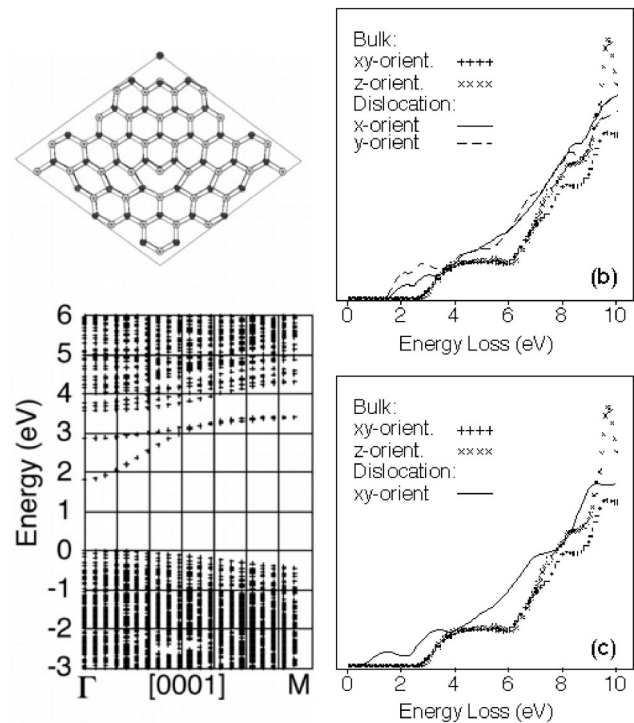 6
5
4
3
2
1
0
-1
-2
-3
Energy (eV)
Γ [0001] M
Bulk:
xy-orient. ++++
z-orient. ××××
Dislocation:
x-orient
y-orient
(b)
0 2 4 6 8 10
Energy Loss (eV)
Bulk:
xy-orient. ++++
z-orient. ××××
Dislocation:
xy-orient
(c)
0 2 4 6 8 10
Energy Loss (eV)